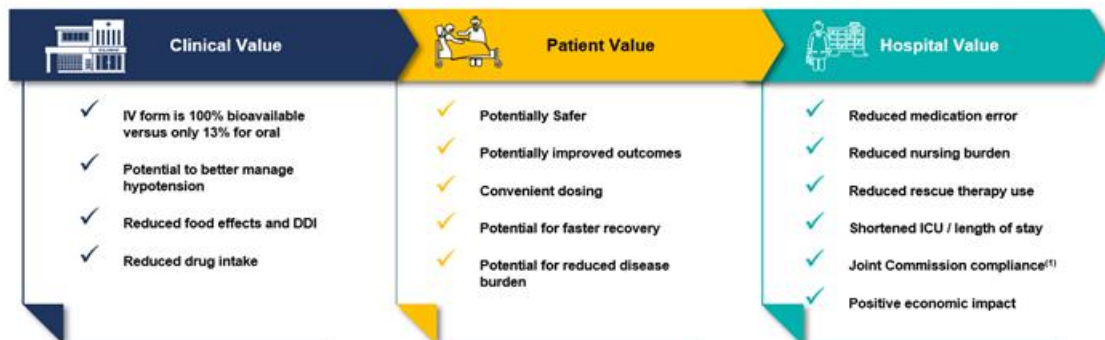 Clinical Value
IV form is 100% bioavailable
versus only 13% for oral
Potential to better manage
hypotension
Reduced food effects and DDI
Reduced drug intake
Patient Value
Potentially Safer
Potentially improved outcomes
Convenient dosing
Potential for faster recovery
Potential for reduced disease
burden
Hospital Value
Reduced medication error
Reduced nursing burden
Reduced rescue therapy use
Shortened ICU / length of stay
Joint Commission compliance⁽¹⁾
Positive economic impact